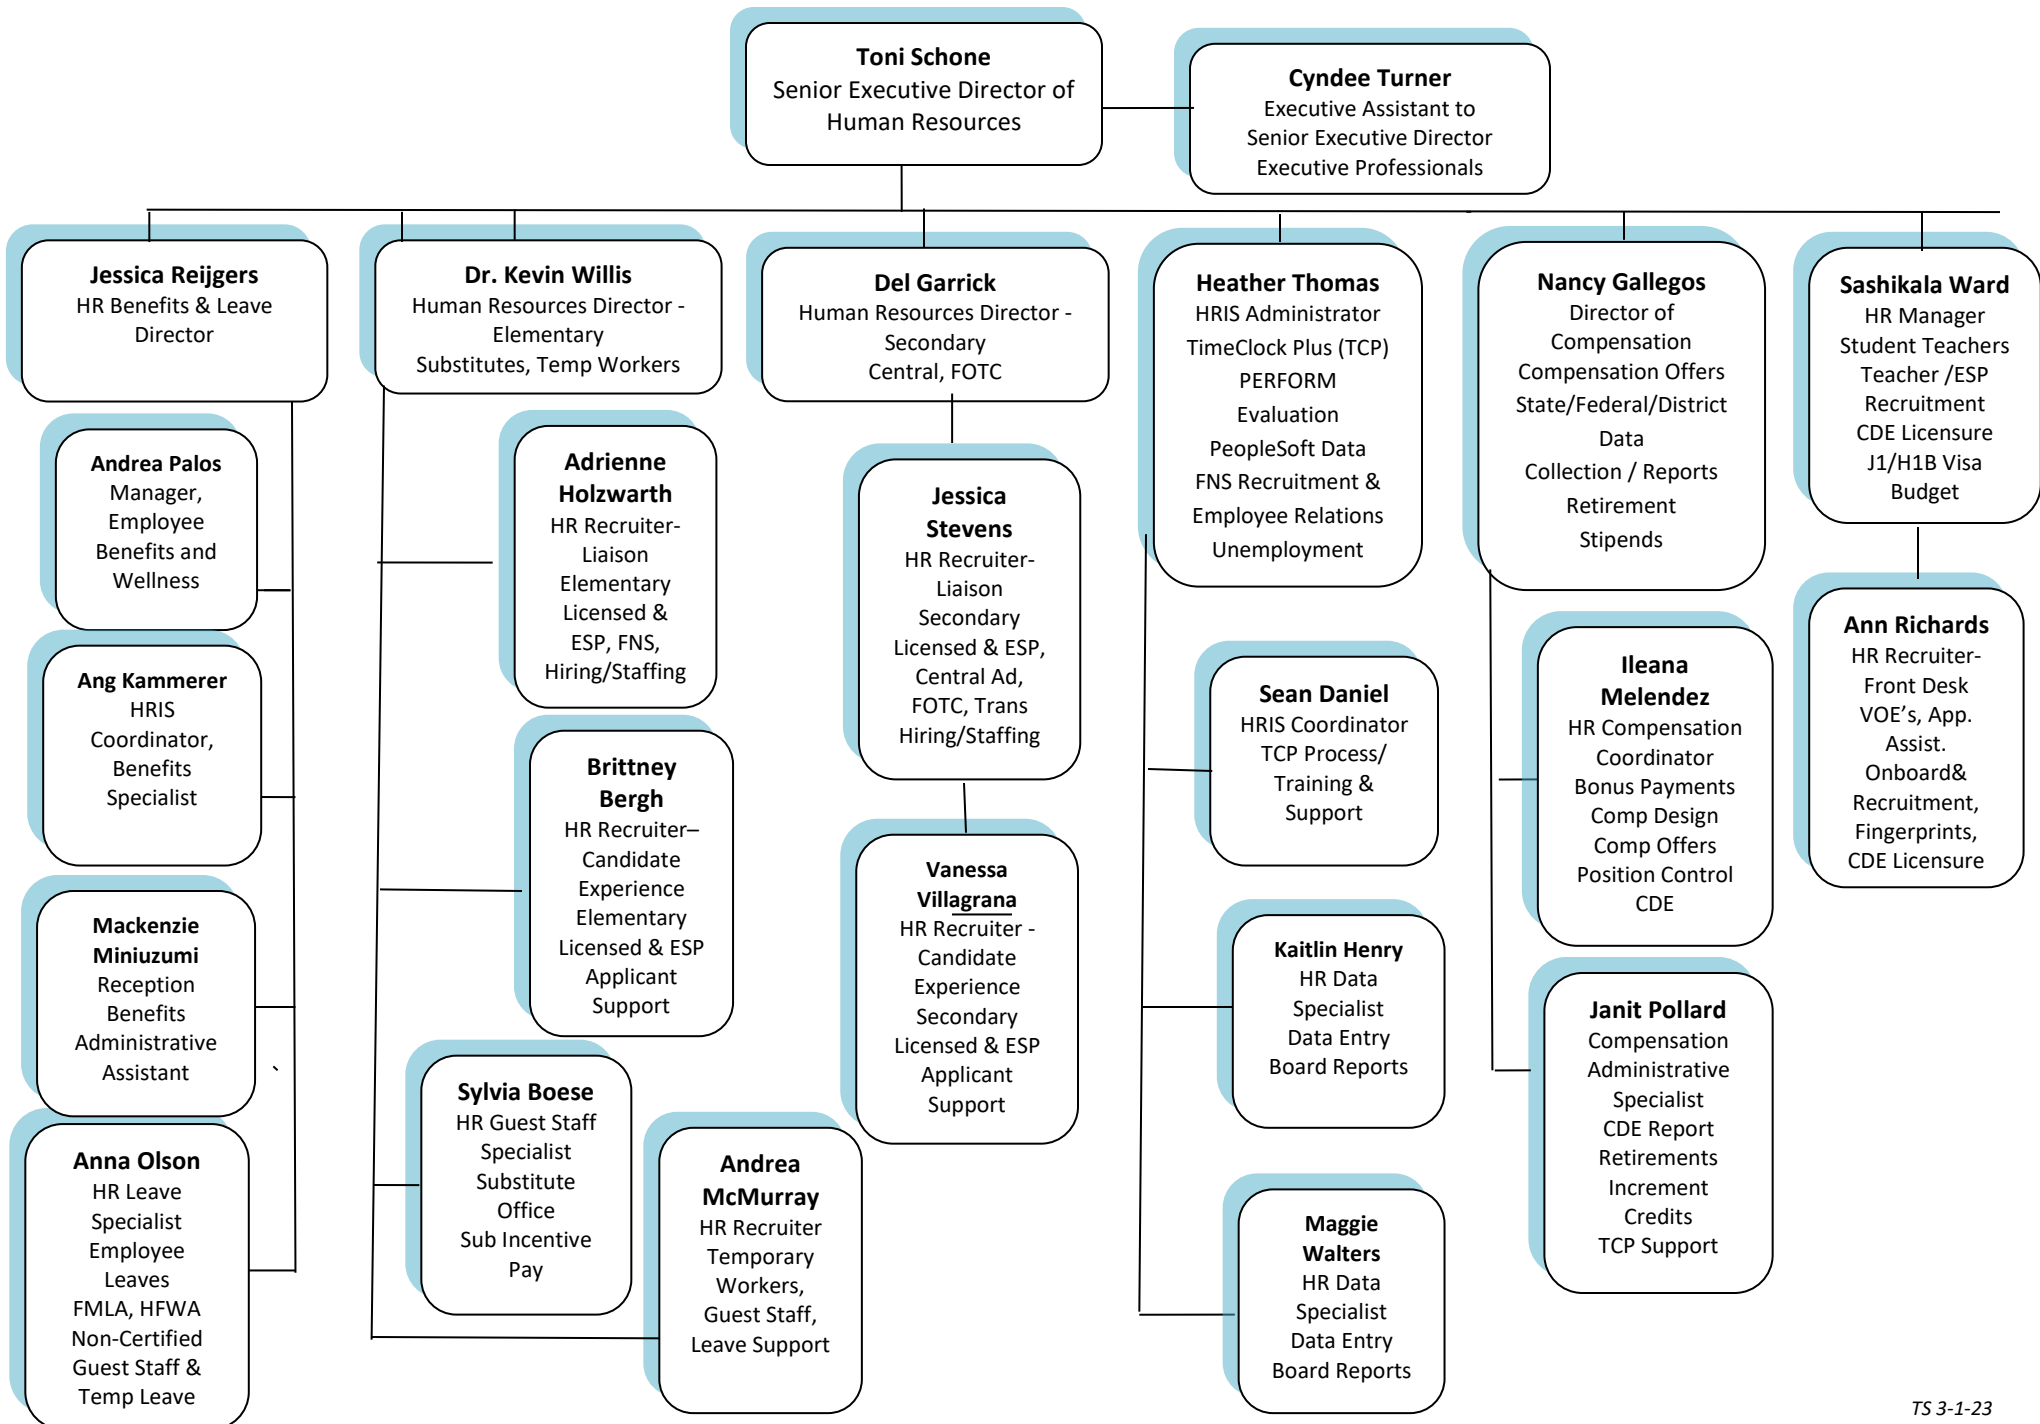 Toni Schone
Senior Executive Director of
Human Resources
Cyndee Turner
Executive Assistant to
Senior Executive Director
Executive Professionals
Jessica Reijgers
HR Benefits & Leave
Director
Dr. Kevin Willis
Human Resources Director -
Elementary
Substitutes, Temp Workers
Del Garrick
Human Resources Director -
Secondary
Central, FOTC
Heather Thomas
HRIS Administrator
TimeClock Plus (TCP)
PERFORM
Evaluation
PeopleSoft Data
FNS Recruitment &
Employee Relations
Unemployment
Nancy Gallegos
Director of
Compensation
Compensation Offers
State/Federal/District
Data
Collection / Reports
Retirement
Stipends
Sashikala Ward
HR Manager
Student Teachers
Teacher /ESP
Recruitment
CDE Licensure
J1/H1B Visa
Budget
Andrea Palos
Manager,
Employee
Benefits and
Wellness
Ang Kammerer
HRIS
Coordinator,
Benefits
Specialist
Mackenzie
Miniuzumi
Reception
Benefits
Administrative
Assistant
Anna Olson
HR Leave
Specialist
Employee
Leaves
FMLA, HFWA
Non-Certified
Guest Staff &
Temp Leave
Adrienne
Holzwarth
HR Recruiter-
Liaison
Elementary
Licensed &
ESP, FNS,
Hiring/Staffing
Brittney
Bergh
HR Recruiter–
Candidate
Experience
Elementary
Licensed & ESP
Applicant
Support
Sylvia Boese
HR Guest Staff
Specialist
Substitute
Office
Sub Incentive
Pay
Andrea
McMurray
HR Recruiter
Temporary
Workers,
Guest Staff,
Leave Support
Jessica
Stevens
HR Recruiter-
Liaison
Secondary
Licensed & ESP,
Central Ad,
FOTC, Trans
Hiring/Staffing
Vanessa
Villagrana
HR Recruiter -
Candidate
Experience
Secondary
Licensed & ESP
Applicant
Support
Sean Daniel
HRIS Coordinator
TCP Process/
Training &
Support
Kaitlin Henry
HR Data
Specialist
Data Entry
Board Reports
Maggie
Walters
HR Data
Specialist
Data Entry
Board Reports
Ileana
Melendez
HR Compensation
Coordinator
Bonus Payments
Comp Design
Comp Offers
Position Control
CDE
Janit Pollard
Compensation
Administrative
Specialist
CDE Report
Retirements
Increment
Credits
TCP Support
Ann Richards
HR Recruiter-
Front Desk
VOE's, App.
Assist.
Onboard&
Recruitment,
Fingerprints,
CDE Licensure
TS 3-1-23